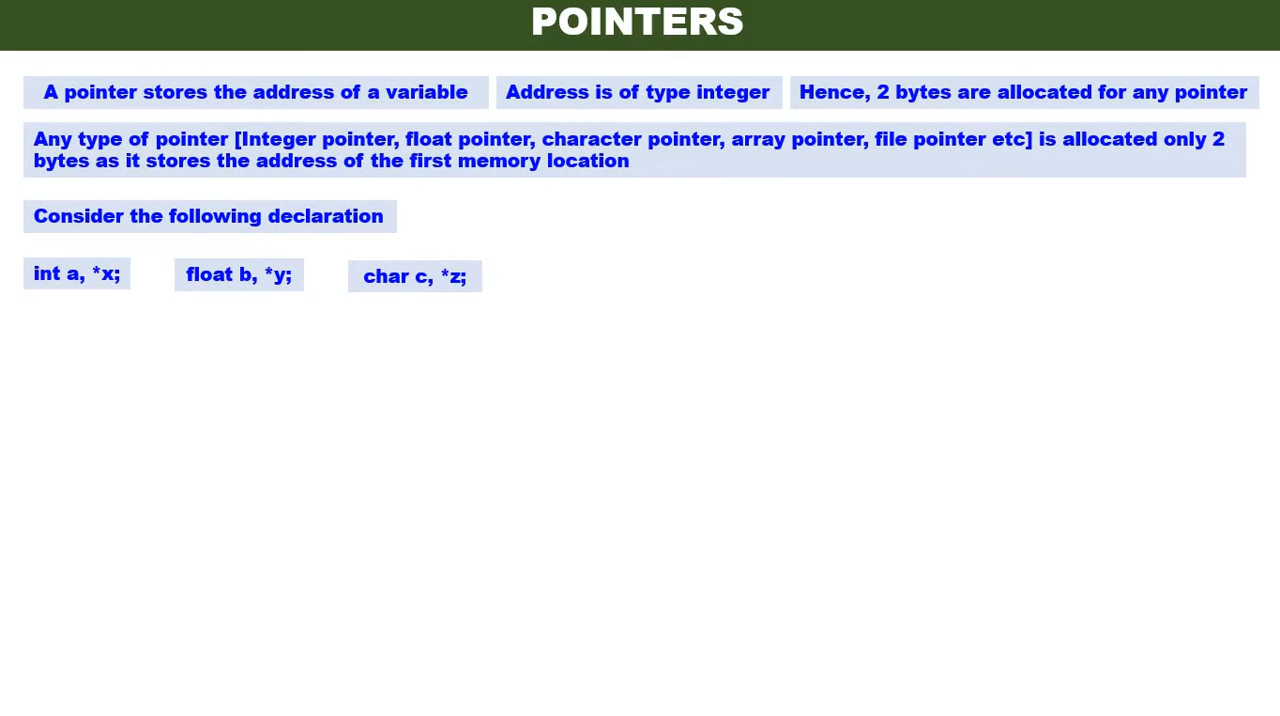 POINTERS
A pointer stores the address of a variable
Address is of type integer
Hence, 2 bytes are allocated for any pointer
Any type of pointer [Integer pointer, float pointer, character pointer, array pointer, file pointer etc] is allocated only 2
bytes as it stores the address of the first memory location
Consider the following declaration
int a, *x;
float b, *y;
char c, *z;